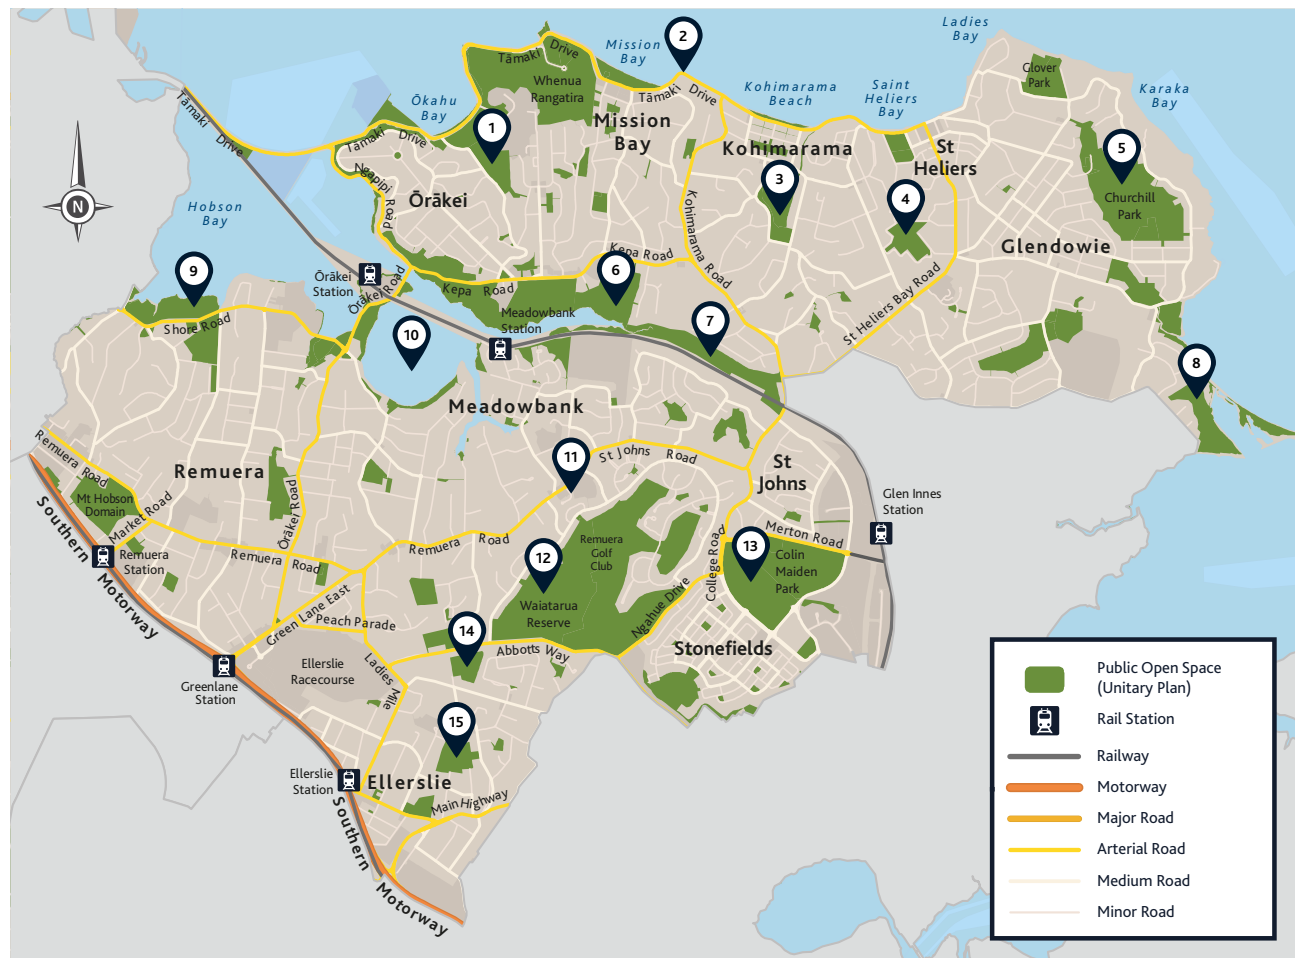 Ladies
Bay
2
Mission
Bay
Tāmaki Drive
Glover
Park
Whenua
Rangatira
Kohimarama
Beach
Saint
Heliers
Bay
Karaka
Bay
Ōkahu
Bay
Tāmaki Drive
Tāmaki Drive
1
Mission
Bay
Tāmaki Drive
Kohimarama
St
Heliers
5
Ngapipi Road
3
4
Churchill
Park
Ōrākei
Hobson
Bay
Kohimarama Road
Glendowie
N
9
Ōrākei
Station
Ōrākei Road
Kepa Road
Kepa Road
6
Meadowbank
Station
7
St Heliers Bay Road
Shore Road
10
8
Meadowbank
Remuera Road
Remuera
11
St Johns Road
St
Johns
Mt Hobson
Domain
Market Road
Ōrākei Road
Glen Innes
Station
Southern Motorway
Remuera
Station
Remuera Road
Remuera Road
12
Remuera
Golf
Club
College Road
13
Merton Road
Colin
Maiden
Park
Green Lane East
Peach Parade
Waiatarua
Reserve
Ngahue Drive
14
Abbotts Way
Stonefields
Ellerslie
Racecourse
Ladies Mile
Greenlane
Station
15
Ellerslie
Station
Ellerslie
Main Highway
Southern Motorway
Public Open Space
(Unitary Plan)
Rail Station
Railway
Motorway
Major Road
Arterial Road
Medium Road
Minor Road